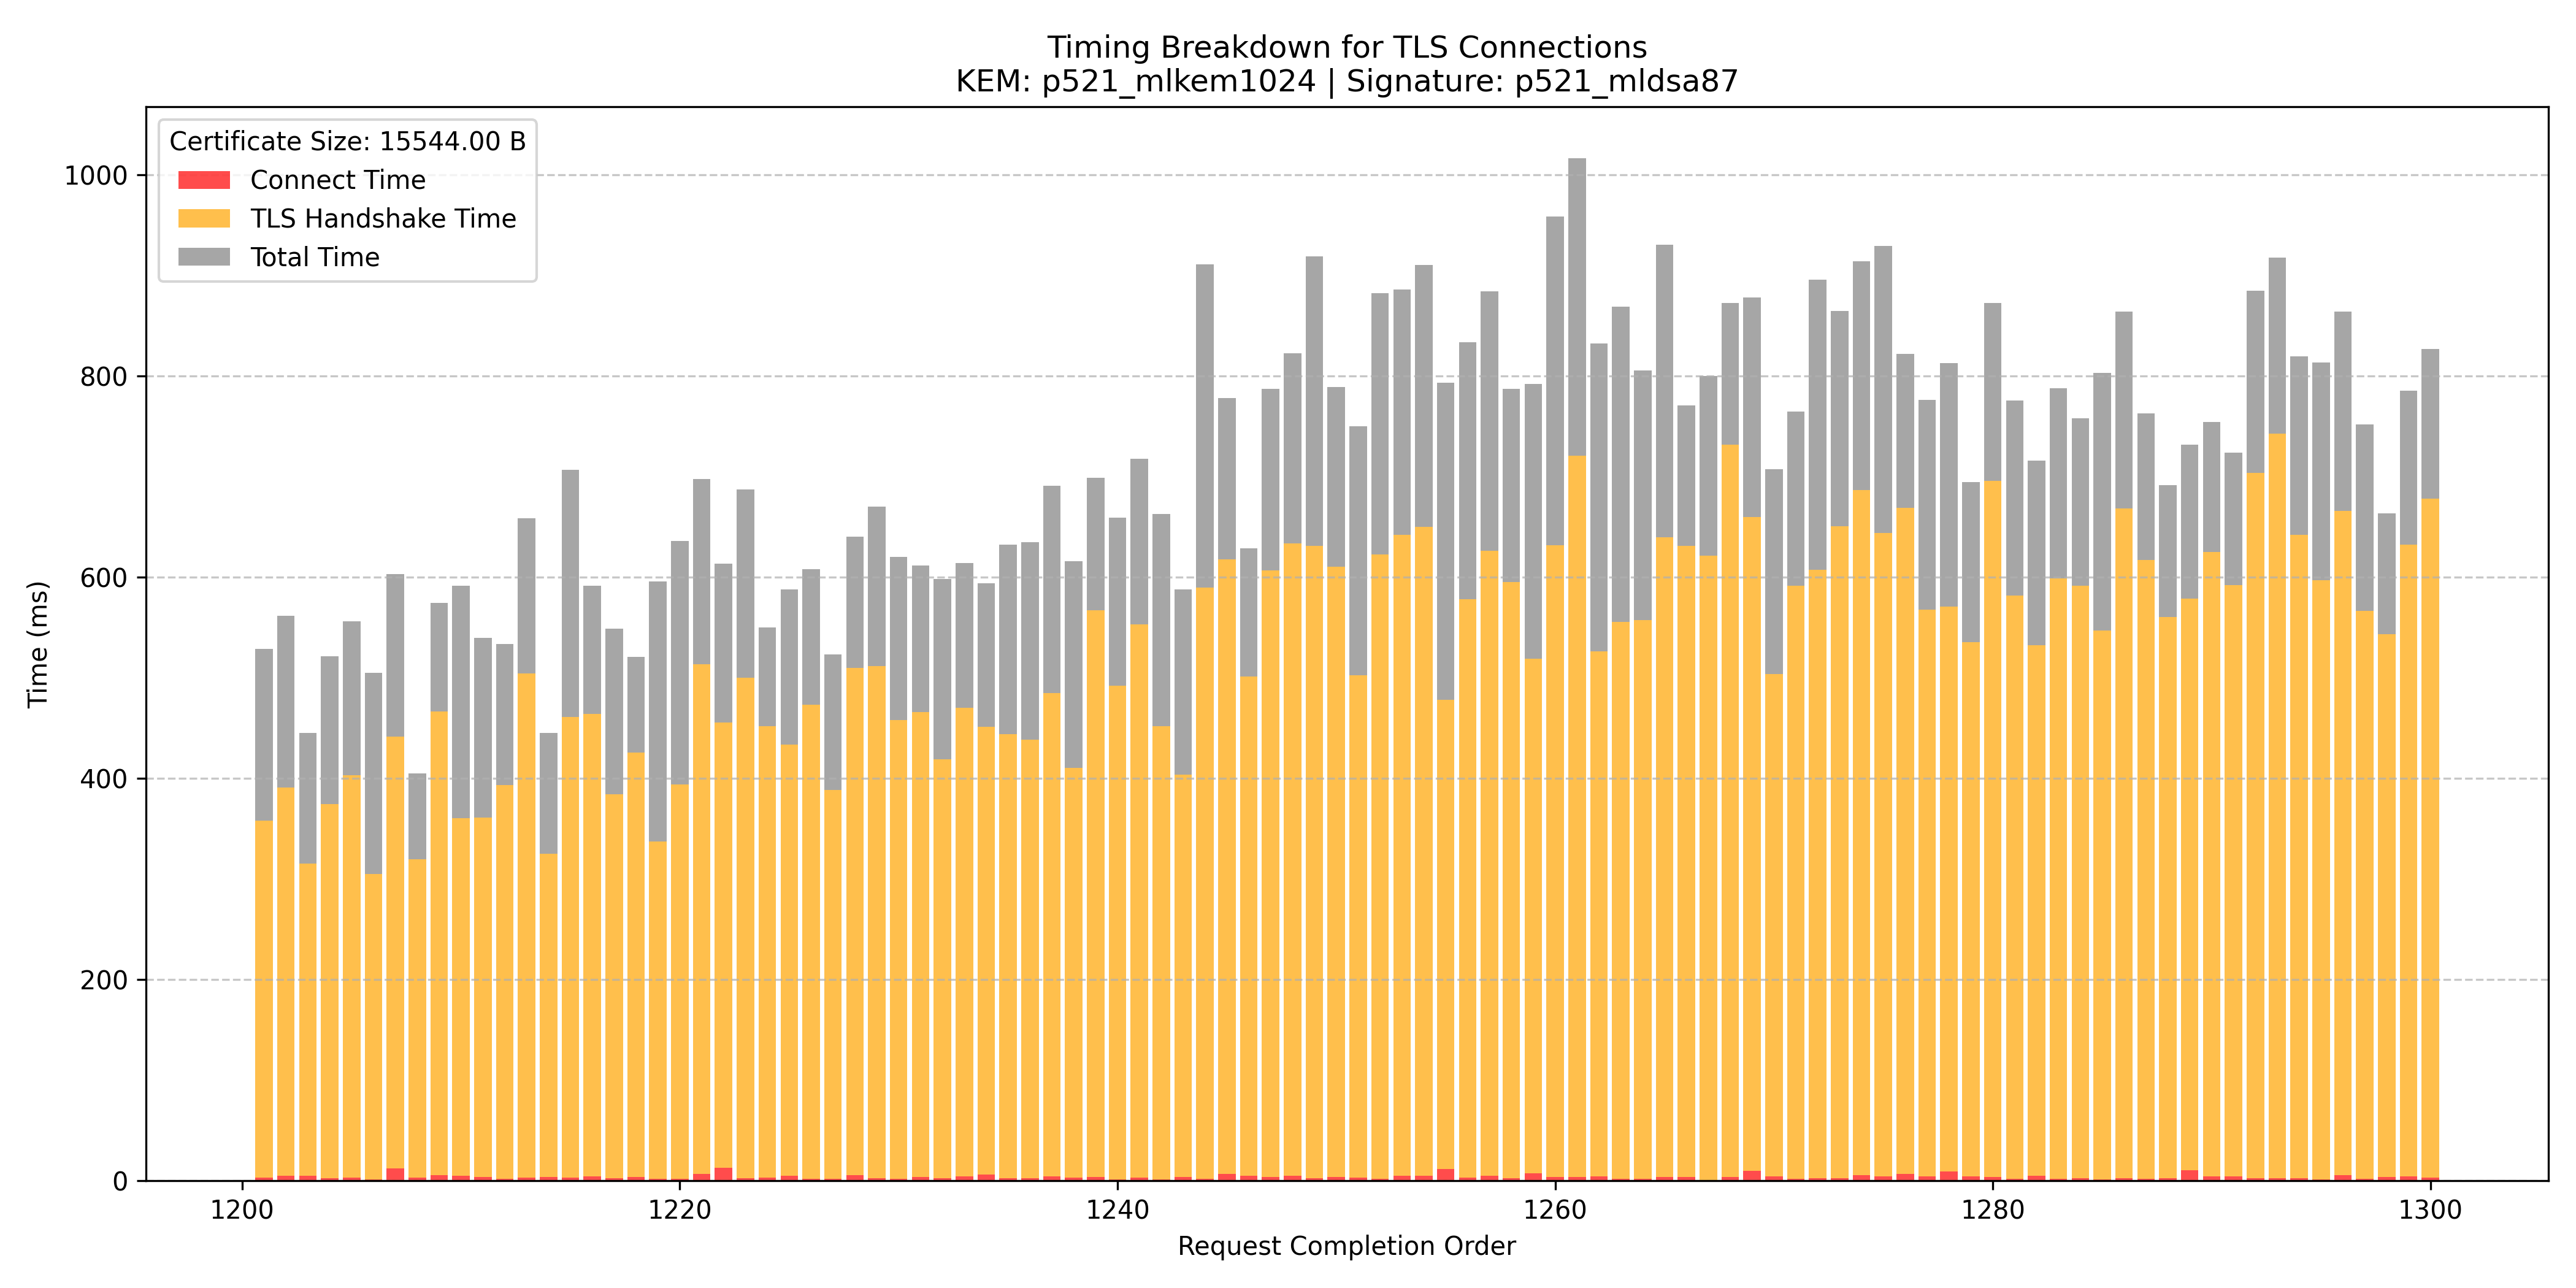 Timing Breakdown for TLS Connections
KEM: p521_mlkem1024 | Signature: p521_mldsa87
Certificate Size: 15544.00 B
Connect Time
TLS Handshake Time
Total Time
Time (ms)
1000
800
600
400
200
0
1200 1220 1240 1260 1280 1300
Request Completion Order